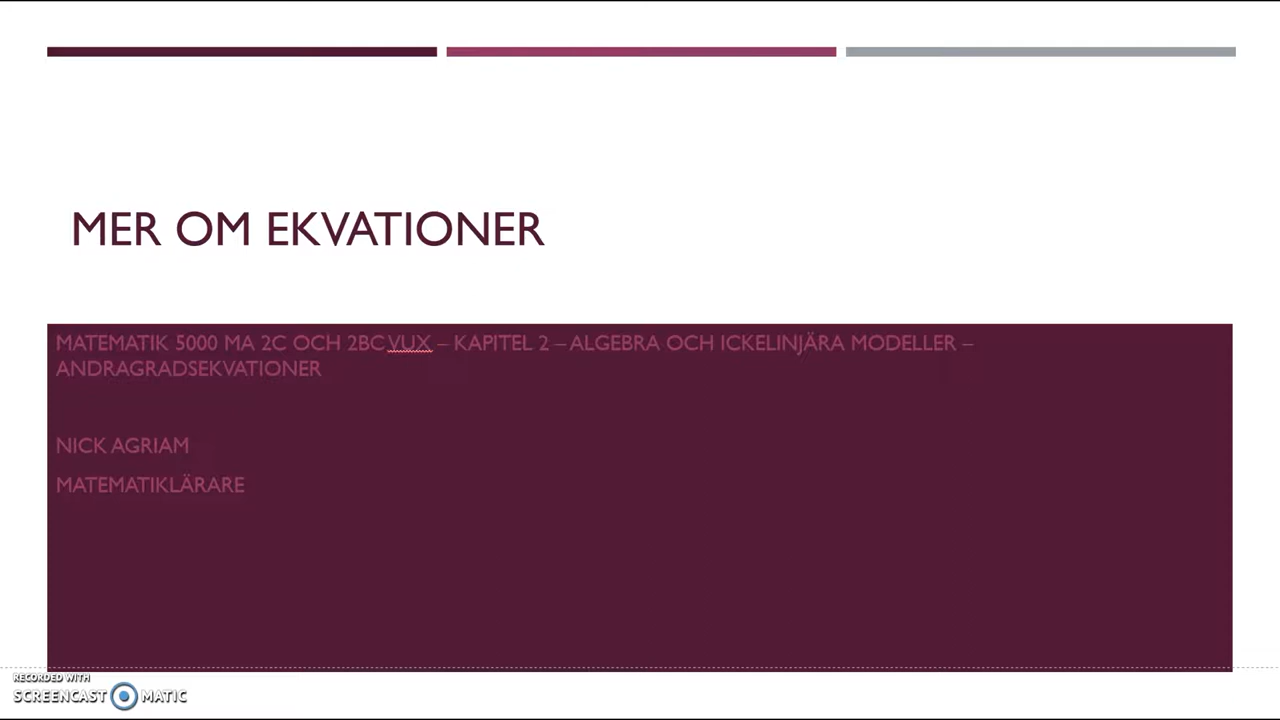 MER OM EKVATIONER
MATEMATIK 5000 MA 2C OCH 2BC VUX – KAPITEL 2 – ALGEBRA OCH ICKELINJÄRA MODELLER –
ANDRAGRADSEKVATIONER
NICK AGRIAM
MATEMATIKLÄRARE
RECORDED WITH
SCREENCAST MATIC